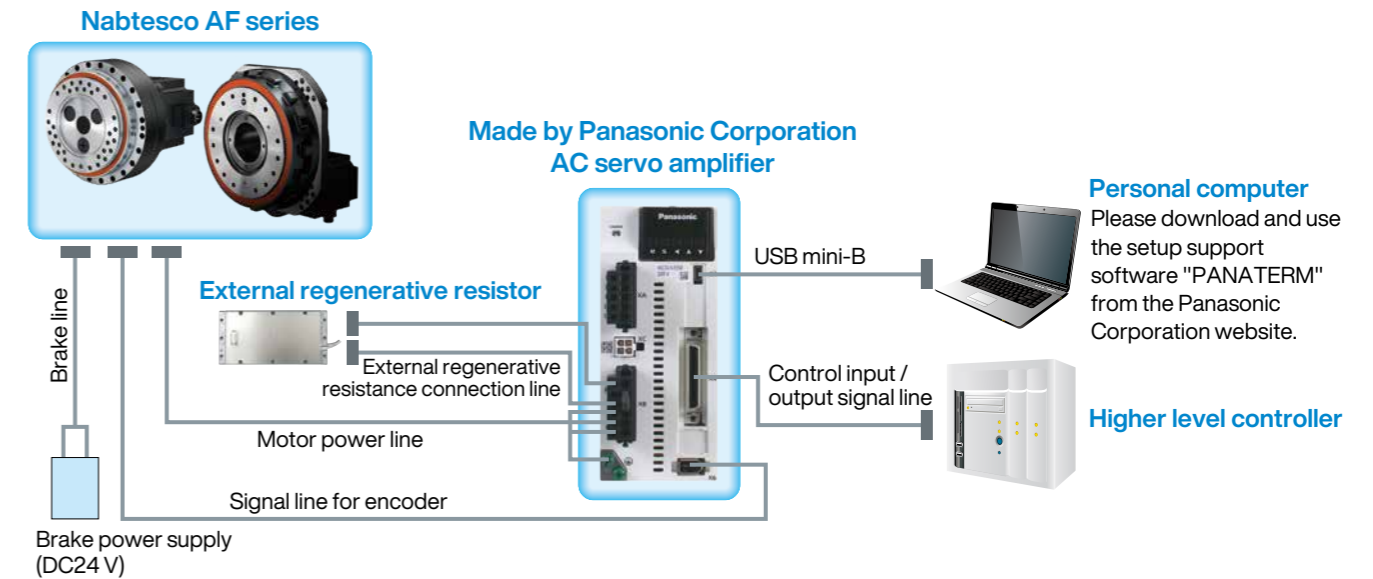 Nabtesco AF series
Made by Panasonic Corporation
AC servo amplifier
Panasonic
Personal computer
Please download and use
the setup support
software "PANATERM"
from the Panasonic
Corporation website.
USB mini-B
External regenerative resistor
Brake line
External regenerative
resistance connection line
Control input /
output signal line
Higher level controller
Motor power line
Signal line for encoder
Brake power supply
(DC24 V)